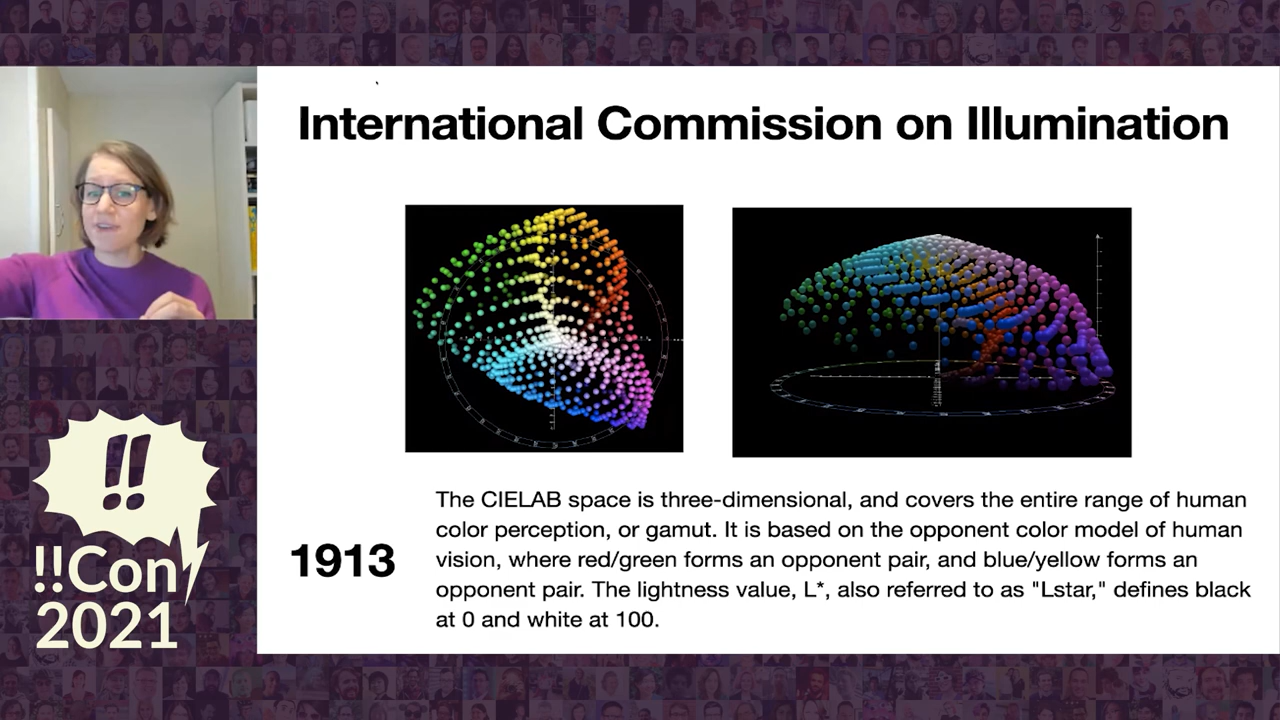 International Commission on Illumination
1913
The CIELAB space is three-dimensional, and covers the entire range of human
color perception, or gamut. It is based on the opponent color model of human
vision, where red/green forms an opponent pair, and blue/yellow forms an
opponent pair. The lightness value, L*, also referred to as "Lstar," defines black
at 0 and white at 100.
!!
!!Con
2021